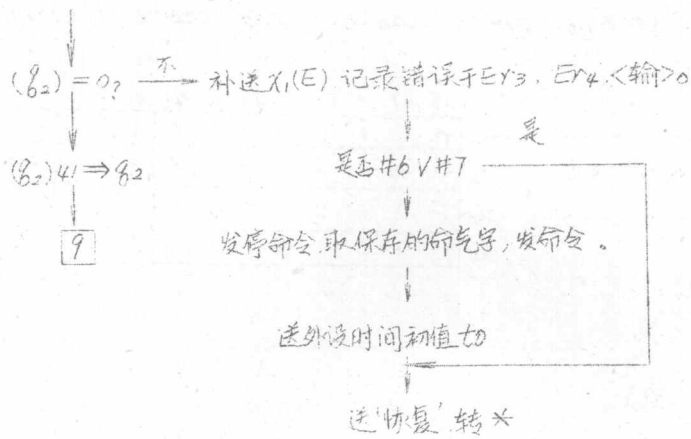 (g₂)=0? 不 补送X₁(E) 记录错误于Er3. Er4.<输>0
是
(g₂)41⇒g₂ 是否#6V#7
9 发停命令.取保存的命令字,发命令。
送外设时间初值t0
送'恢复'转*